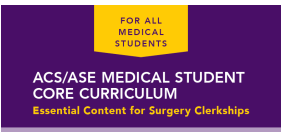 FOR ALL
MEDICAL
STUDENTS
ACS/ASE MEDICAL STUDENT
CORE CURRICULUM
Essential Content for Surgery Clerkships